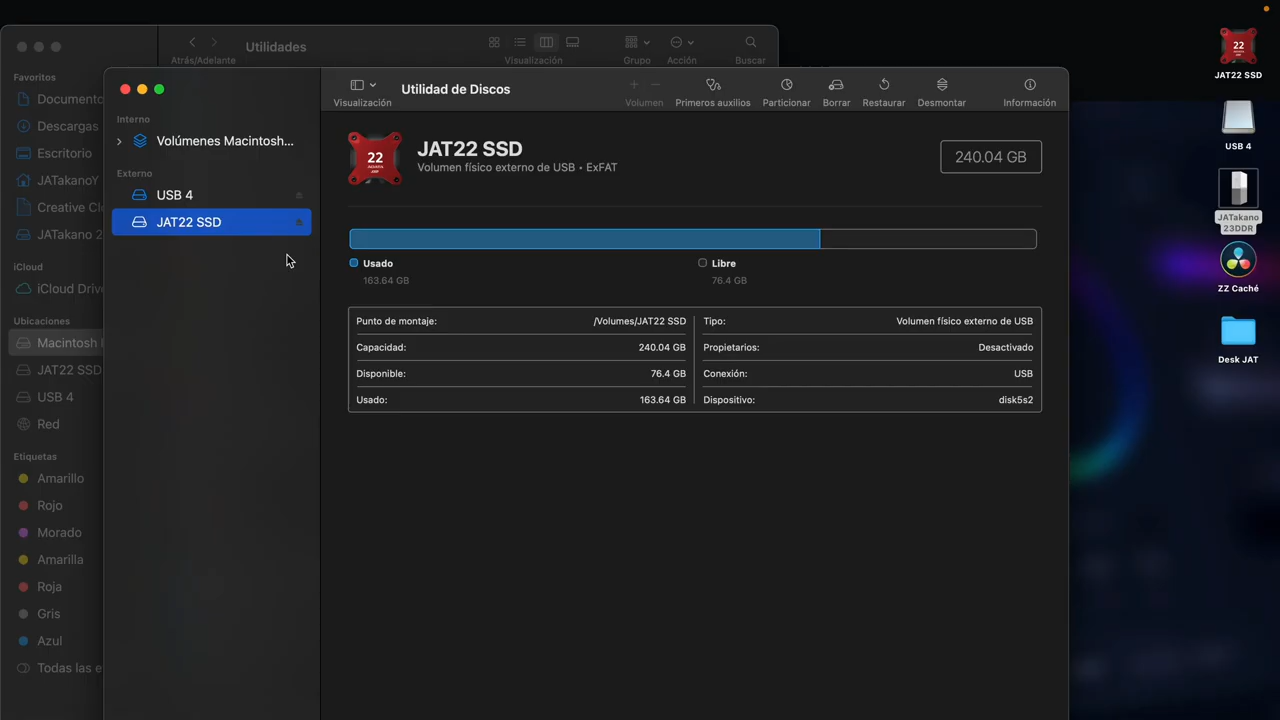 Utilidades
Atrás/Adelante
Visualización
Grupo
Acción
Buscar
Favoritos
Documento
Descargas
Escritorio
JATakanoY
Creative Clo
JATakano 2
iCloud
iCloud Drive
Ubicaciones
Macintosh
JAT22 SSD
USB 4
Red
Etiquetas
Amarillo
Rojo
Morado
Amarilla
Roja
Gris
Azul
Todas las e
Interno
Volúmenes Macintosh...
Externo
USB 4
JAT22 SSD
Visualización
Utilidad de Discos
Volumen
Primeros auxilios
Particionar
Borrar
Restaurar
Desmontar
Información
22
JAT22 SSD
Volumen físico externo de USB • ExFAT
240.04 GB
Usado
163.64 GB
Libre
76.4 GB
Punto de montaje: /Volumes/JAT22 SSD
Capacidad: 240.04 GB
Disponible: 76.4 GB
Usado: 163.64 GB
Tipo: Volumen físico externo de USB
Propietarios: Desactivado
Conexión: USB
Dispositivo: disk5s2
22
JAT22 SSD
USB 4
JATakano
23DDR
ZZ Caché
Desk JAT